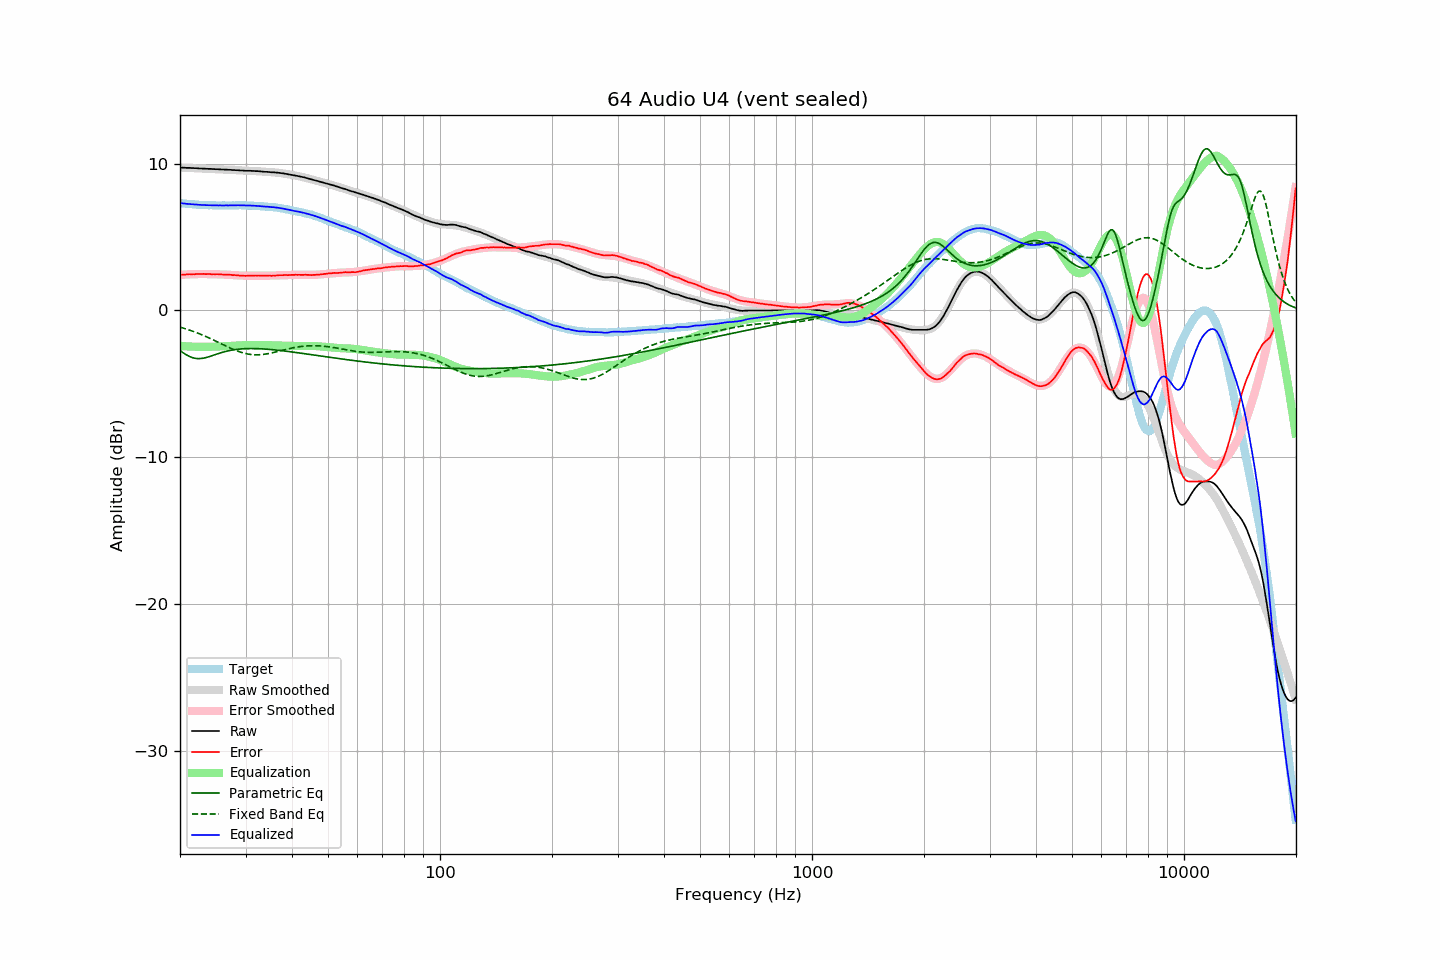 64 Audio U4 (vent sealed)
10
0
−10
−20
−30
Amplitude (dBr)
Target
Raw Smoothed
Error Smoothed
Raw
Error
Equalization
Parametric Eq
Fixed Band Eq
Equalized
100
1000
10000
Frequency (Hz)